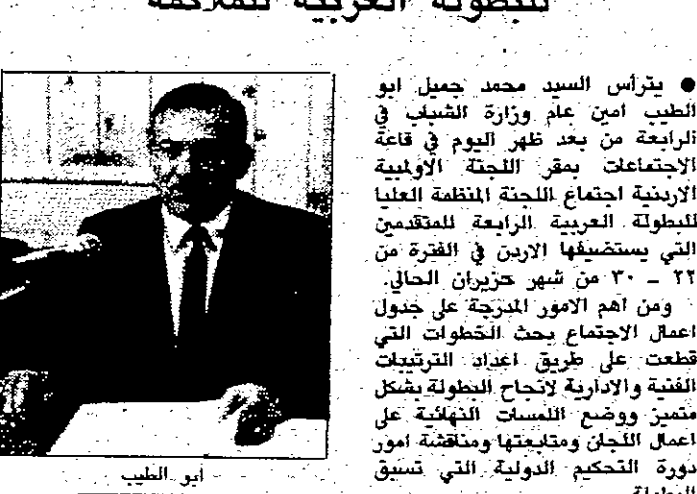 للبطولة العربية للملاكمة
● يترأس السيد محمد جميل ابو
الطيب امين عام وزارة الشباب في
الرابعة من بعد ظهر اليوم في قاعة
الاجتماعات بمقر اللجنة الاولمبية
الاردنية اجتماع اللجنة المنظمة العليا
للبطولة العربية الرابعة للمتقدمين
التي يستضيفها الاردن في الفترة من
٢٢ - ٣٠ من شهر حزيران الحالي.
ومن اهم الامور المدرجة على جدول
اعمال الاجتماع بحث الخطوات التي
قطعت على طريق اعداد الترتيبات
الفنية والادارية لانجاح البطولة بشكل
متميز ووضع اللمسات النهائية على
اعمال اللجان ومتابعتها ومناقشة امور
دورة التحكيم الدولية التي تسبق
البطولة
ابو الطيب